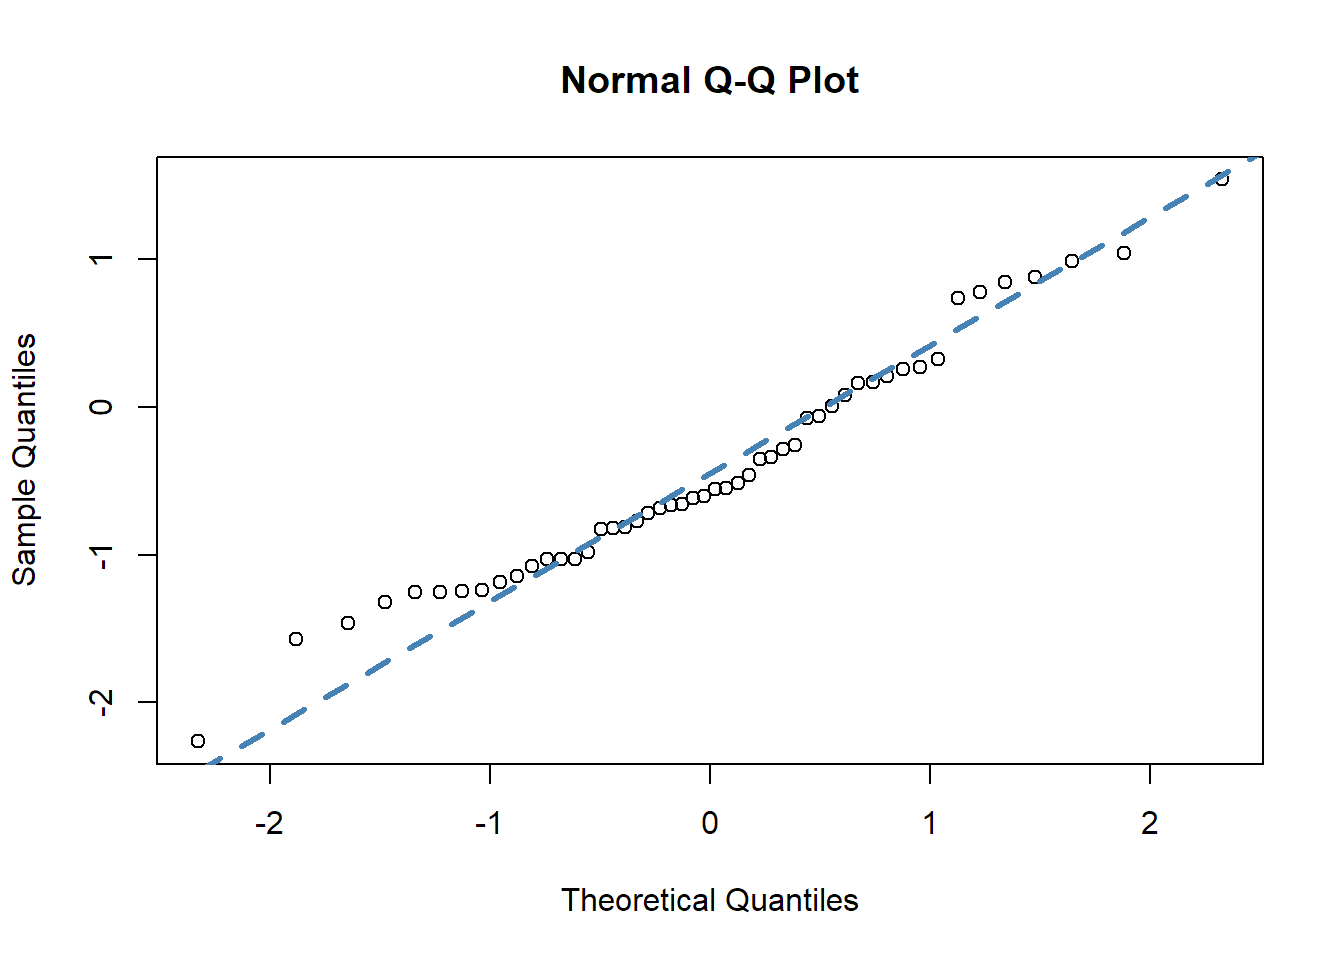 Normal Q-Q Plot
Sample Quantiles
1
0
-1
-2
-2 -1 0 1 2
Theoretical Quantiles